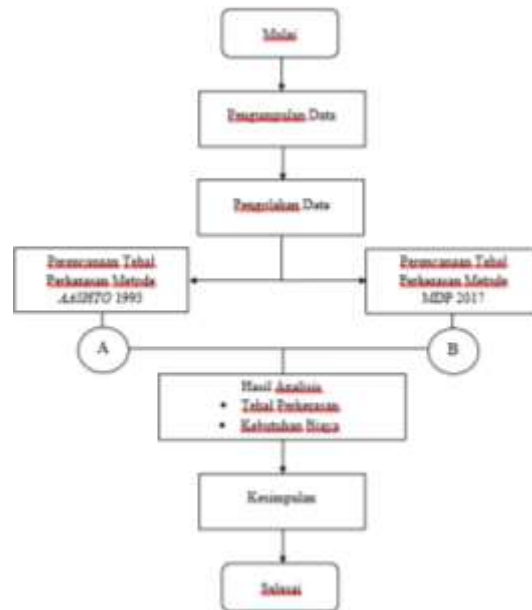 Mulai
Pengumpulan Data
Pengolahan Data
Perencanaan Tebal
Perkerasan Metode
AASHTO 1993
Perencanaan Tebal
Perkerasan Metode
MDP 2017
A
B
Hasil Analisis
• Tebal Perkerasan
• Kebutuhan Biaya
Kesimpulan
Selesai